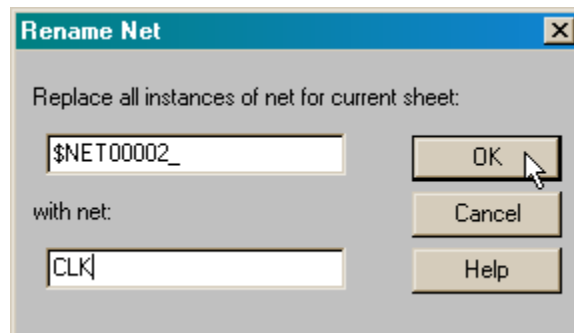 Rename Net
Replace all instances of net for current sheet:
$NET00002_
OK
with net:
Cancel
CLK
Help